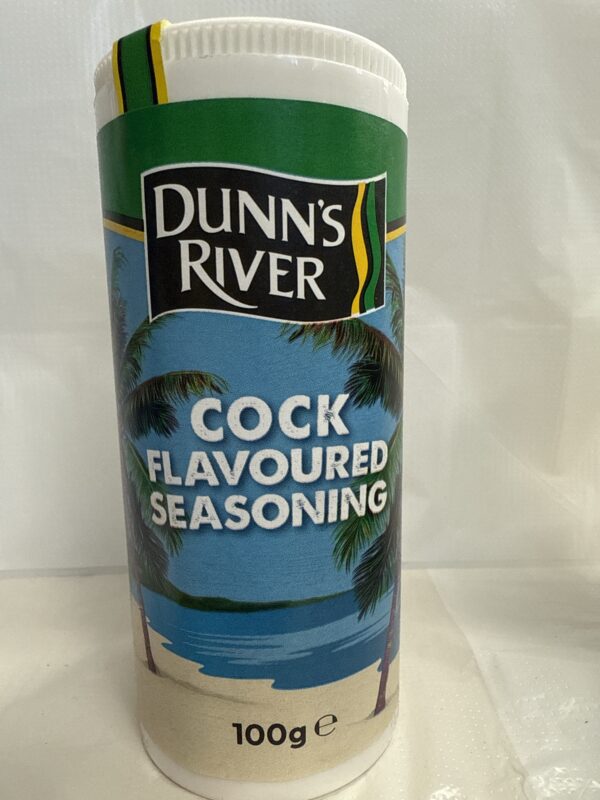 DUNN'S
RIVER
COCK
FLAVOURED
SEASONING
100g e